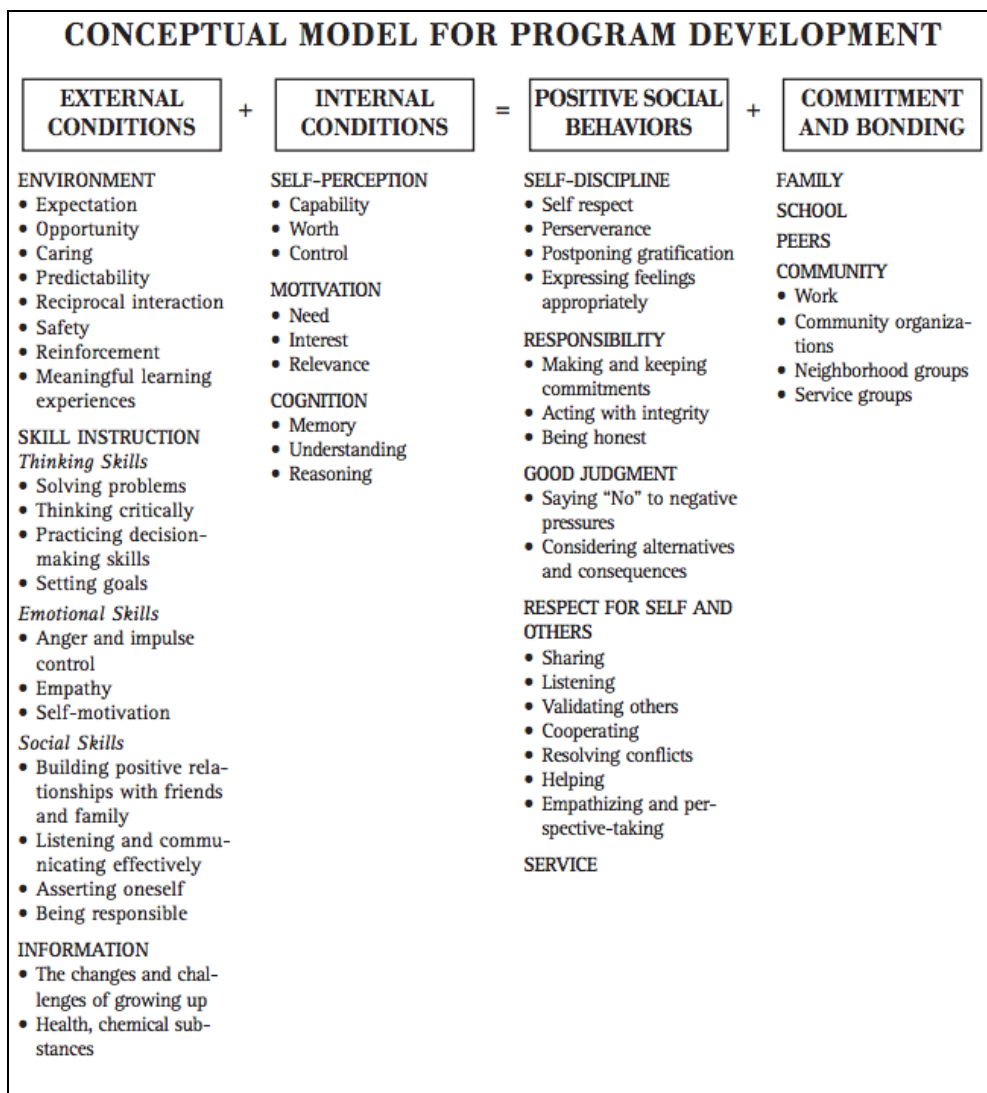 CONCEPTUAL MODEL FOR PROGRAM DEVELOPMENT
EXTERNAL
CONDITIONS
+
INTERNAL
CONDITIONS
=
POSITIVE SOCIAL
BEHAVIORS
+
COMMITMENT
AND BONDING
ENVIRONMENT
• Expectation
• Opportunity
• Caring
• Predictability
• Reciprocal interaction
• Safety
• Reinforcement
• Meaningful learning
experiences
SKILL INSTRUCTION
Thinking Skills
• Solving problems
• Thinking critically
• Practicing decision-
making skills
• Setting goals
Emotional Skills
• Anger and impulse
control
• Empathy
• Self-motivation
Social Skills
• Building positive rela-
tionships with friends
and family
• Listening and commu-
nicating effectively
• Asserting oneself
• Being responsible
INFORMATION
• The changes and chal-
lenges of growing up
• Health, chemical sub-
stances
SELF-PERCEPTION
• Capability
• Worth
• Control
MOTIVATION
• Need
• Interest
• Relevance
COGNITION
• Memory
• Understanding
• Reasoning
SELF-DISCIPLINE
• Self respect
• Perserverance
• Postponing gratification
• Expressing feelings
appropriately
RESPONSIBILITY
• Making and keeping
commitments
• Acting with integrity
• Being honest
GOOD JUDGMENT
• Saying “No” to negative
pressures
• Considering alternatives
and consequences
RESPECT FOR SELF AND
OTHERS
• Sharing
• Listening
• Validating others
• Cooperating
• Resolving conflicts
• Helping
• Empathizing and per-
spective-taking
SERVICE
FAMILY
SCHOOL
PEERS
COMMUNITY
• Work
• Community organiza-
tions
• Neighborhood groups
• Service groups